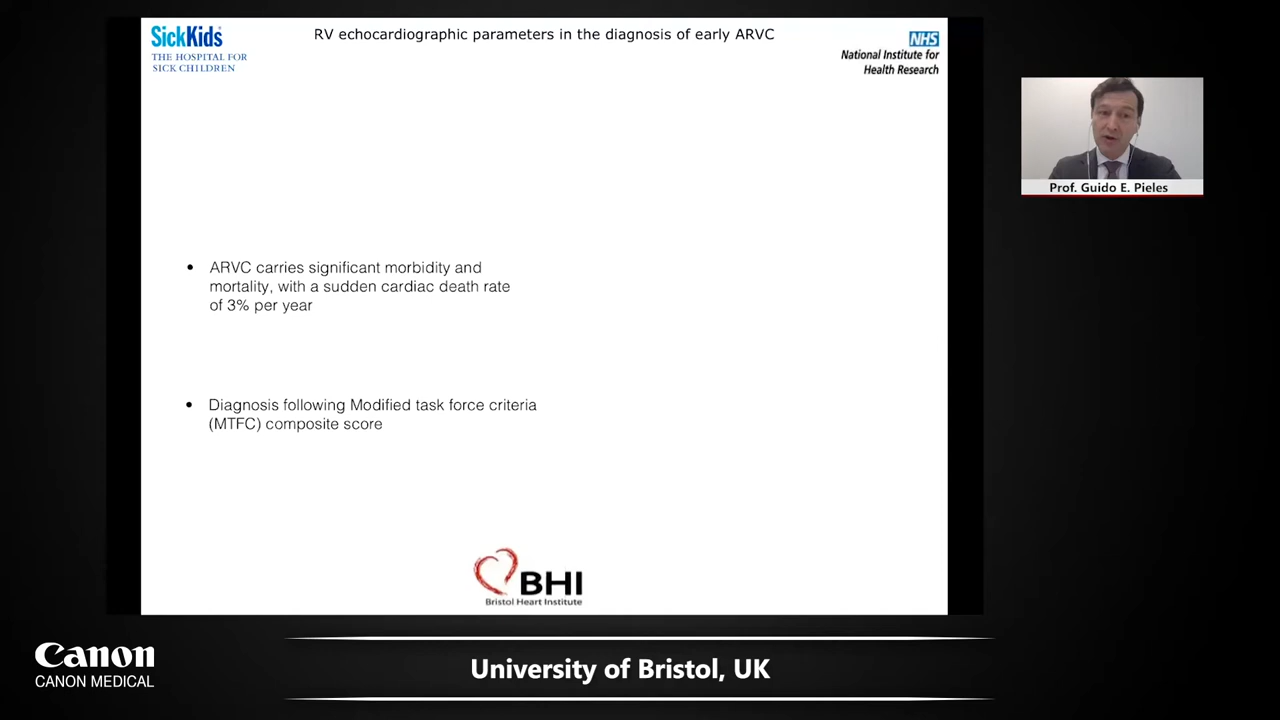 SickKids
THE HOSPITAL FOR
SICK CHILDREN
RV echocardiographic parameters in the diagnosis of early ARVC
NHS
National Institute for
Health Research
Prof. Guido E. Pieles
• ARVC carries significant morbidity and
mortality, with a sudden cardiac death rate
of 3% per year
• Diagnosis following Modified task force criteria
(MTFC) composite score
BHI
Bristol Heart Institute
Canon
CANON MEDICAL
University of Bristol, UK